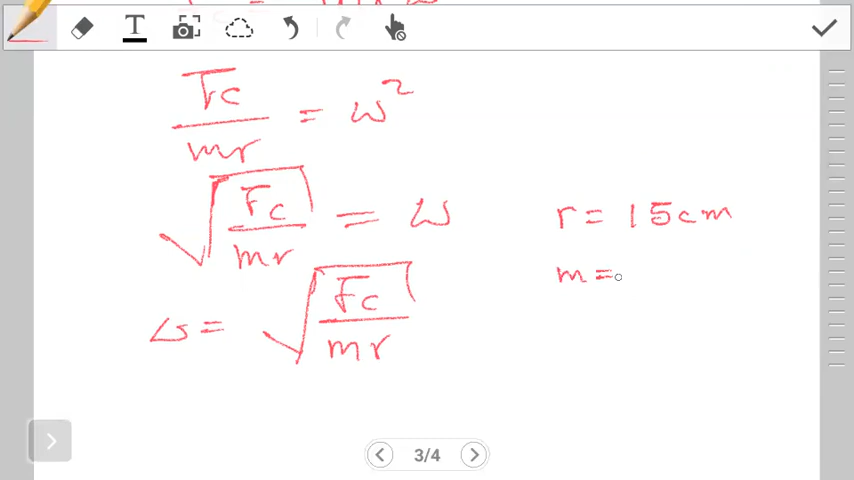 T
Fc/mr = ω²
√(Fc/mr) = ω
r = 15cm
m =
ω = √(Fc/mr)
3/4